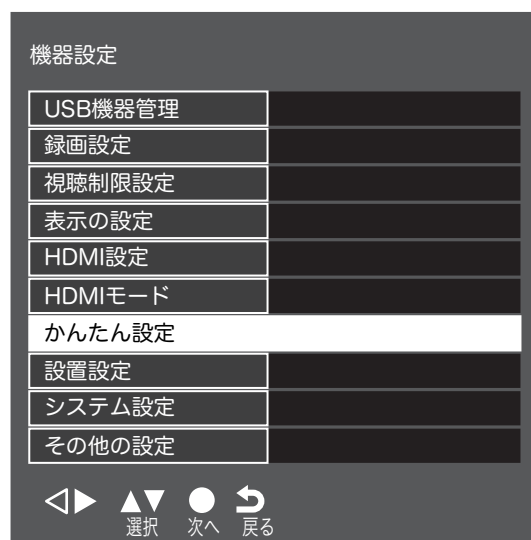 機器設定
USB機器管理
録画設定
視聴制限設定
表示の設定
HDMI設定
HDMIモード
かんたん設定
設置設定
システム設定
その他の設定
選択 次へ 戻る